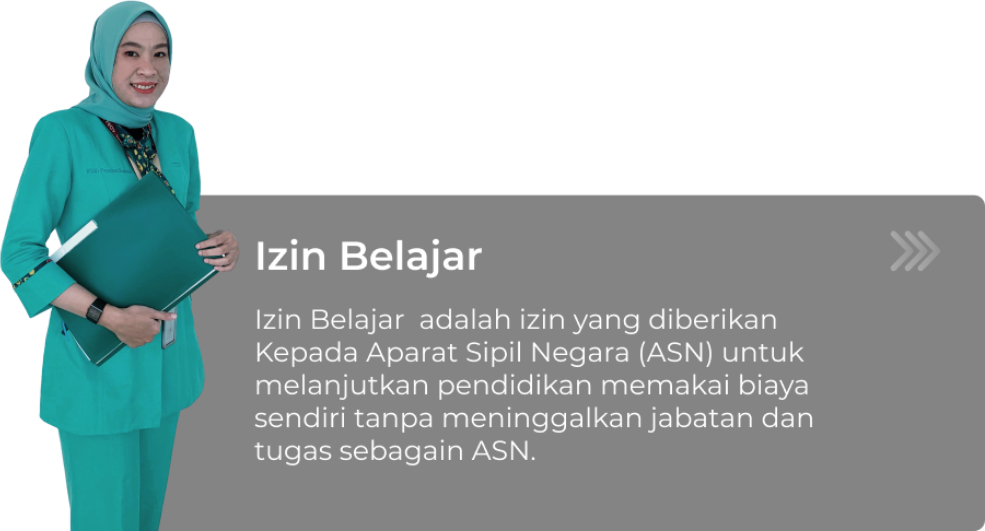 Izin Belajar
Izin Belajar  adalah izin yang diberikan
Kepada Aparat Sipil Negara (ASN) untuk
melanjutkan pendidikan memakai biaya
sendiri tanpa meninggalkan jabatan dan
tugas sebagain ASN.